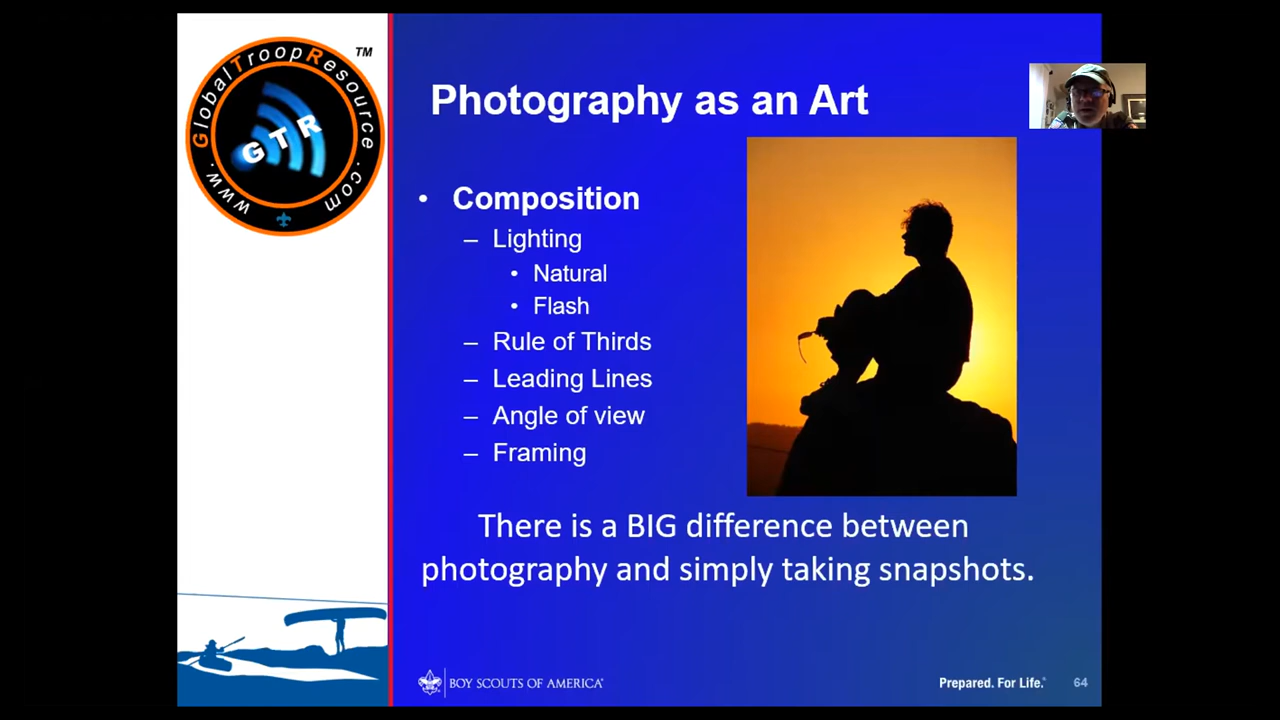 www.GlobalTroopResource.com
TM
GTR
Photography as an Art
• Composition
– Lighting
• Natural
• Flash
– Rule of Thirds
– Leading Lines
– Angle of view
– Framing
There is a BIG difference between
photography and simply taking snapshots.
BOY SCOUTS OF AMERICA®
Prepared. For Life.®
64